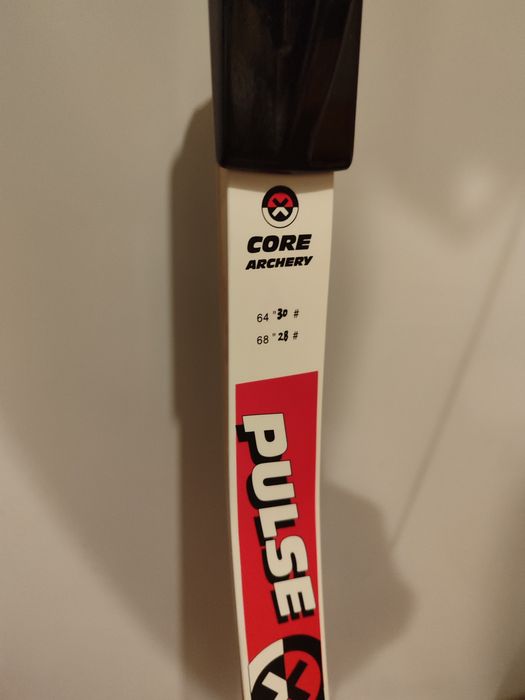 CORE
ARCHERY
64 "30 #
68 "28 #
PULSE